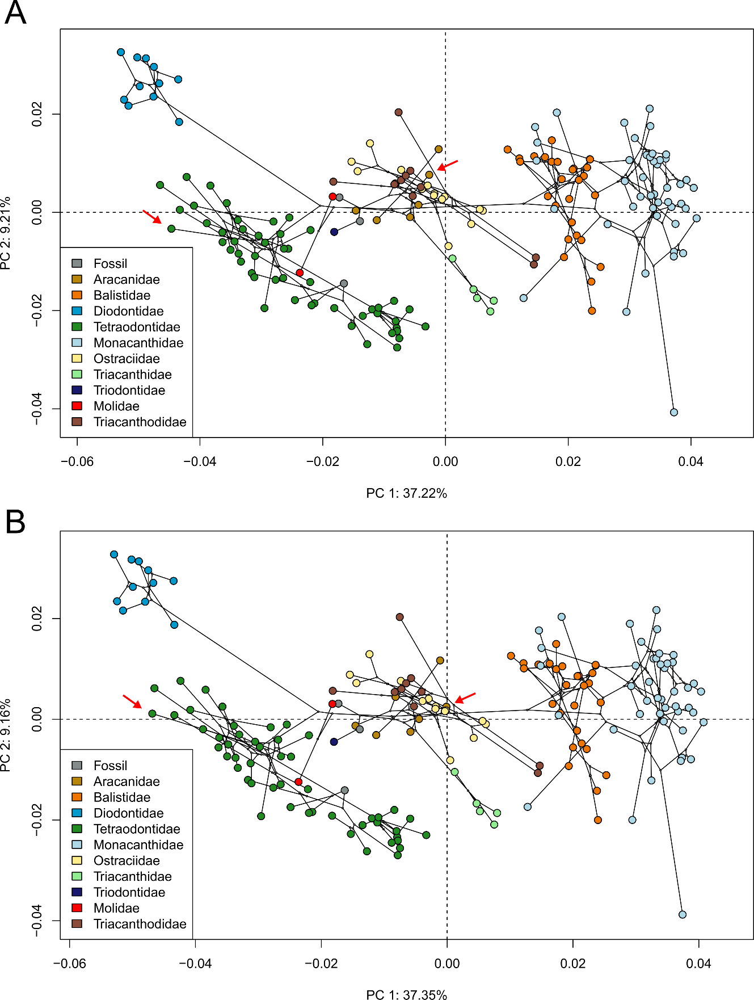 A
PC 2: 9.21%
0.02
0.00
−0.02
−0.04
Fossil
Aracanidae
Balistidae
Diodontidae
Tetraodontidae
Monacanthidae
Ostraciidae
Triacanthidae
Triodontidae
Molidae
Triacanthodidae
−0.06 −0.04 −0.02 0.00 0.02 0.04
PC 1: 37.22%
B
PC 2: 9.16%
0.02
0.00
−0.02
−0.04
Fossil
Aracanidae
Balistidae
Diodontidae
Tetraodontidae
Monacanthidae
Ostraciidae
Triacanthidae
Triodontidae
Molidae
Triacanthodidae
−0.06 −0.04 −0.02 0.00 0.02 0.04
PC 1: 37.35%